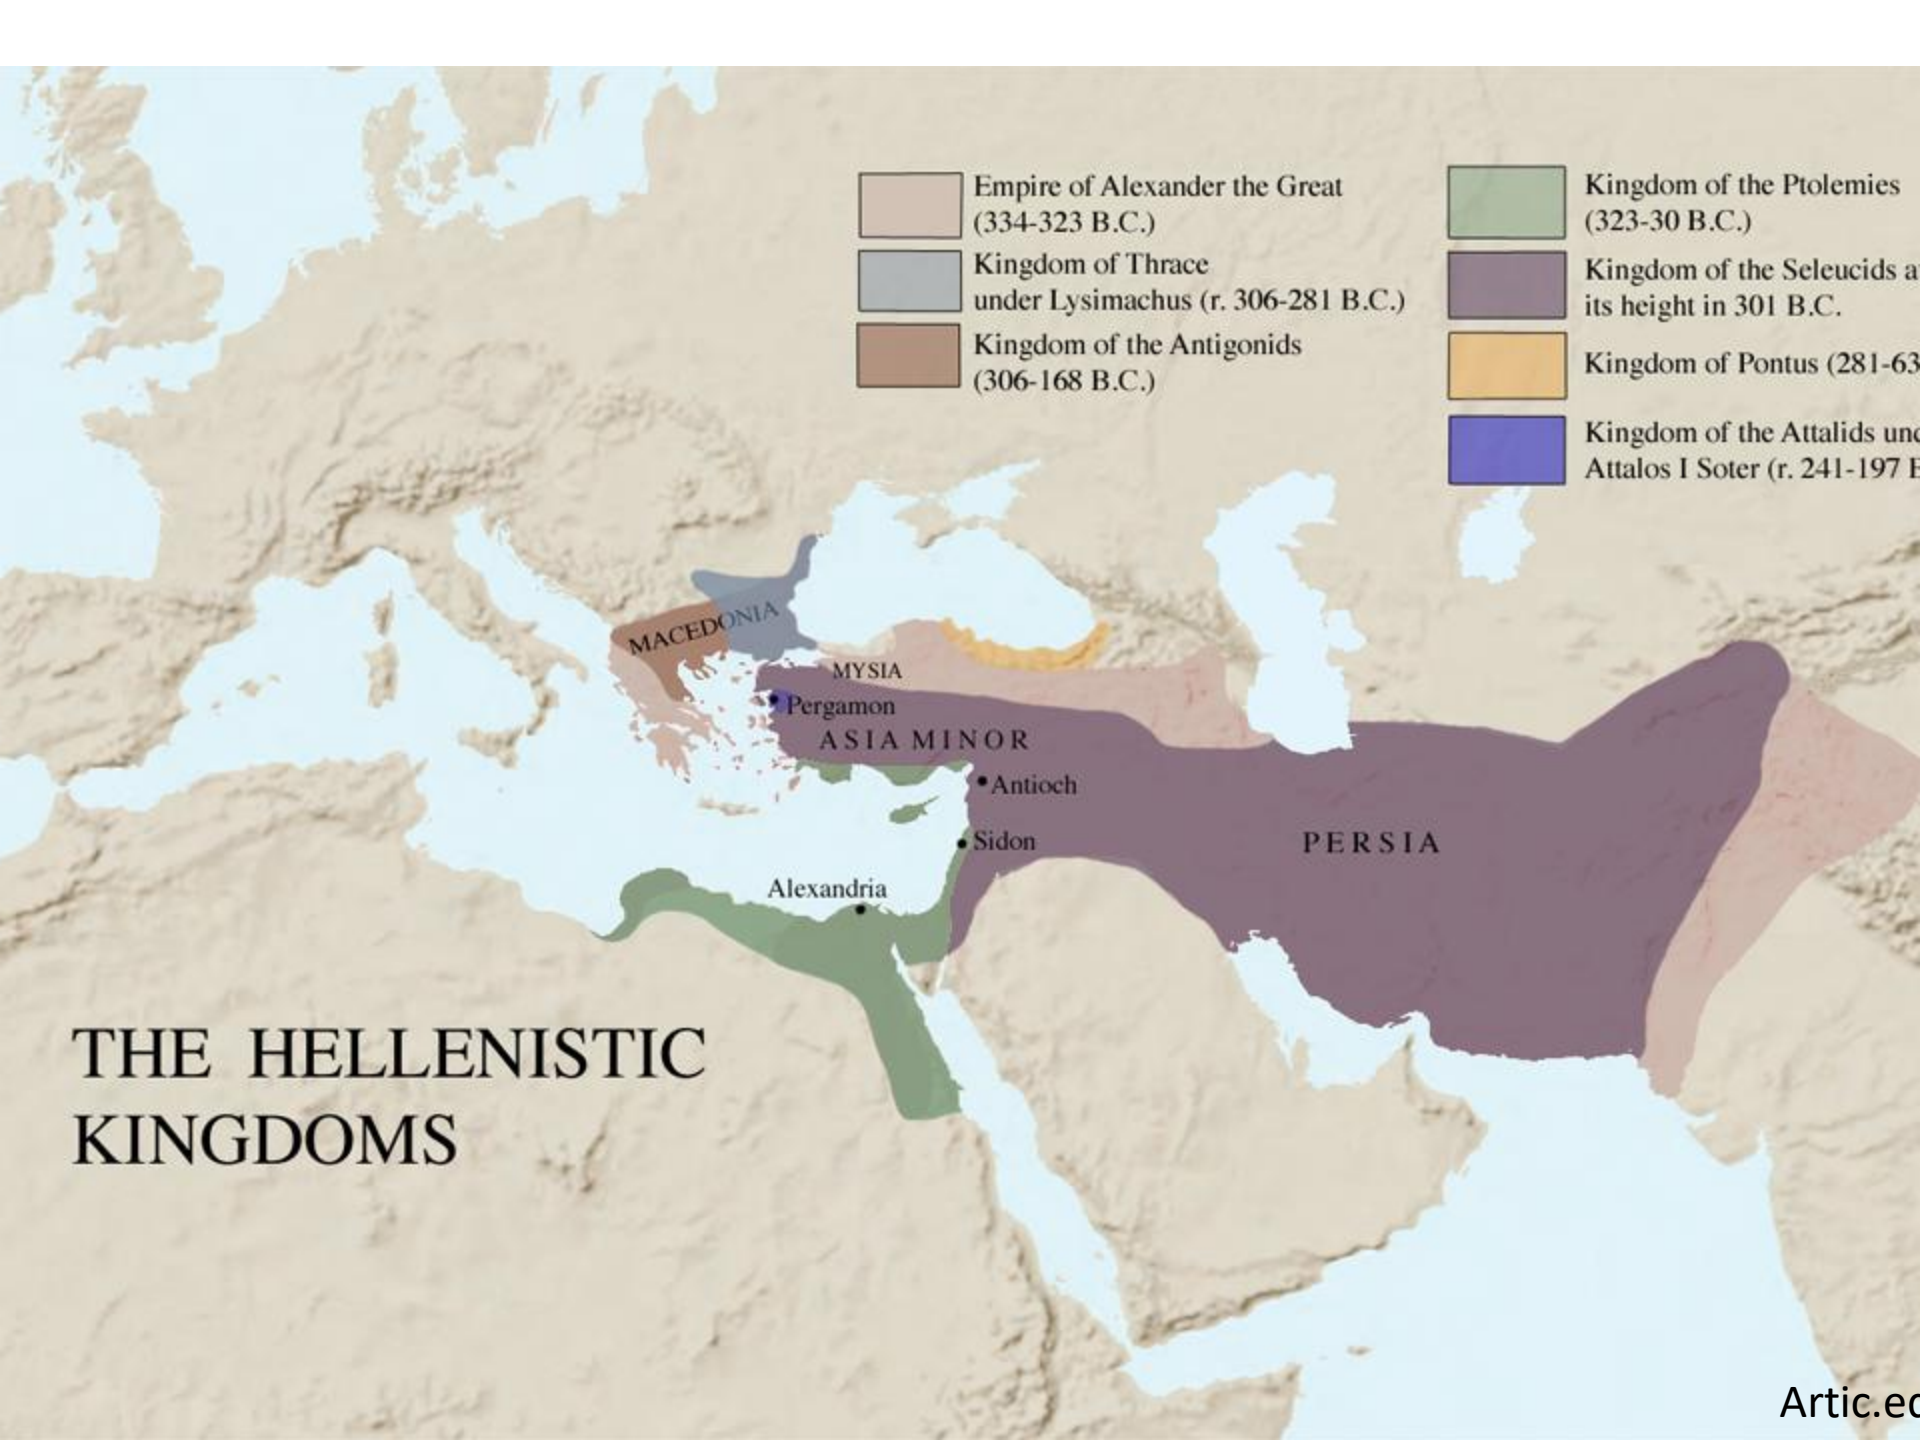 Empire of Alexander the Great
(334-323 B.C.)
Kingdom of Thrace
under Lysimachus (r. 306-281 B.C.)
Kingdom of the Antigonids
(306-168 B.C.)
Kingdom of the Ptolemies
(323-30 B.C.)
Kingdom of the Seleucids a
its height in 301 B.C.
Kingdom of Pontus (281-63
Kingdom of the Attalids un
Attalos I Soter (r. 241-197
MACEDONIA
MYSIA
Pergamon
ASIA MINOR
Antioch
Sidon
PERSIA
Alexandria
THE HELLENISTIC
KINGDOMS
Artic.e